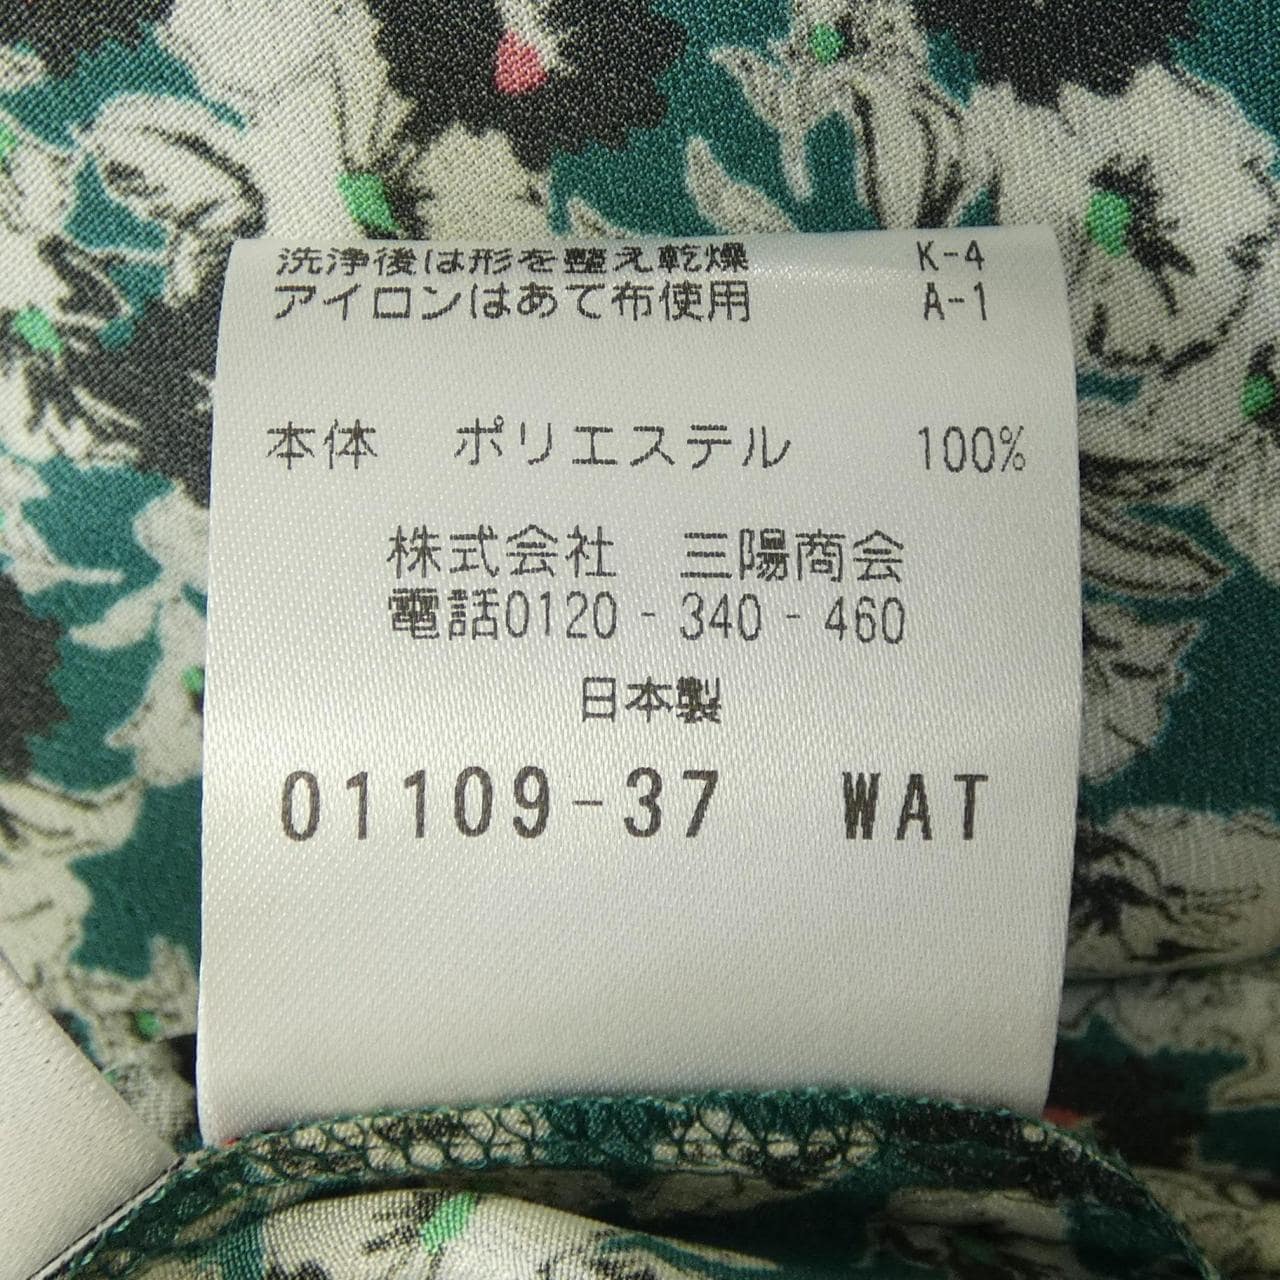 洗浄後は形を整え乾燥 K-4
アイロンはあて布使用 A-1
本体 ポリエステル 100%
株式会社 三陽商会
電話0120-340-460
日本製
01109-37 WAT